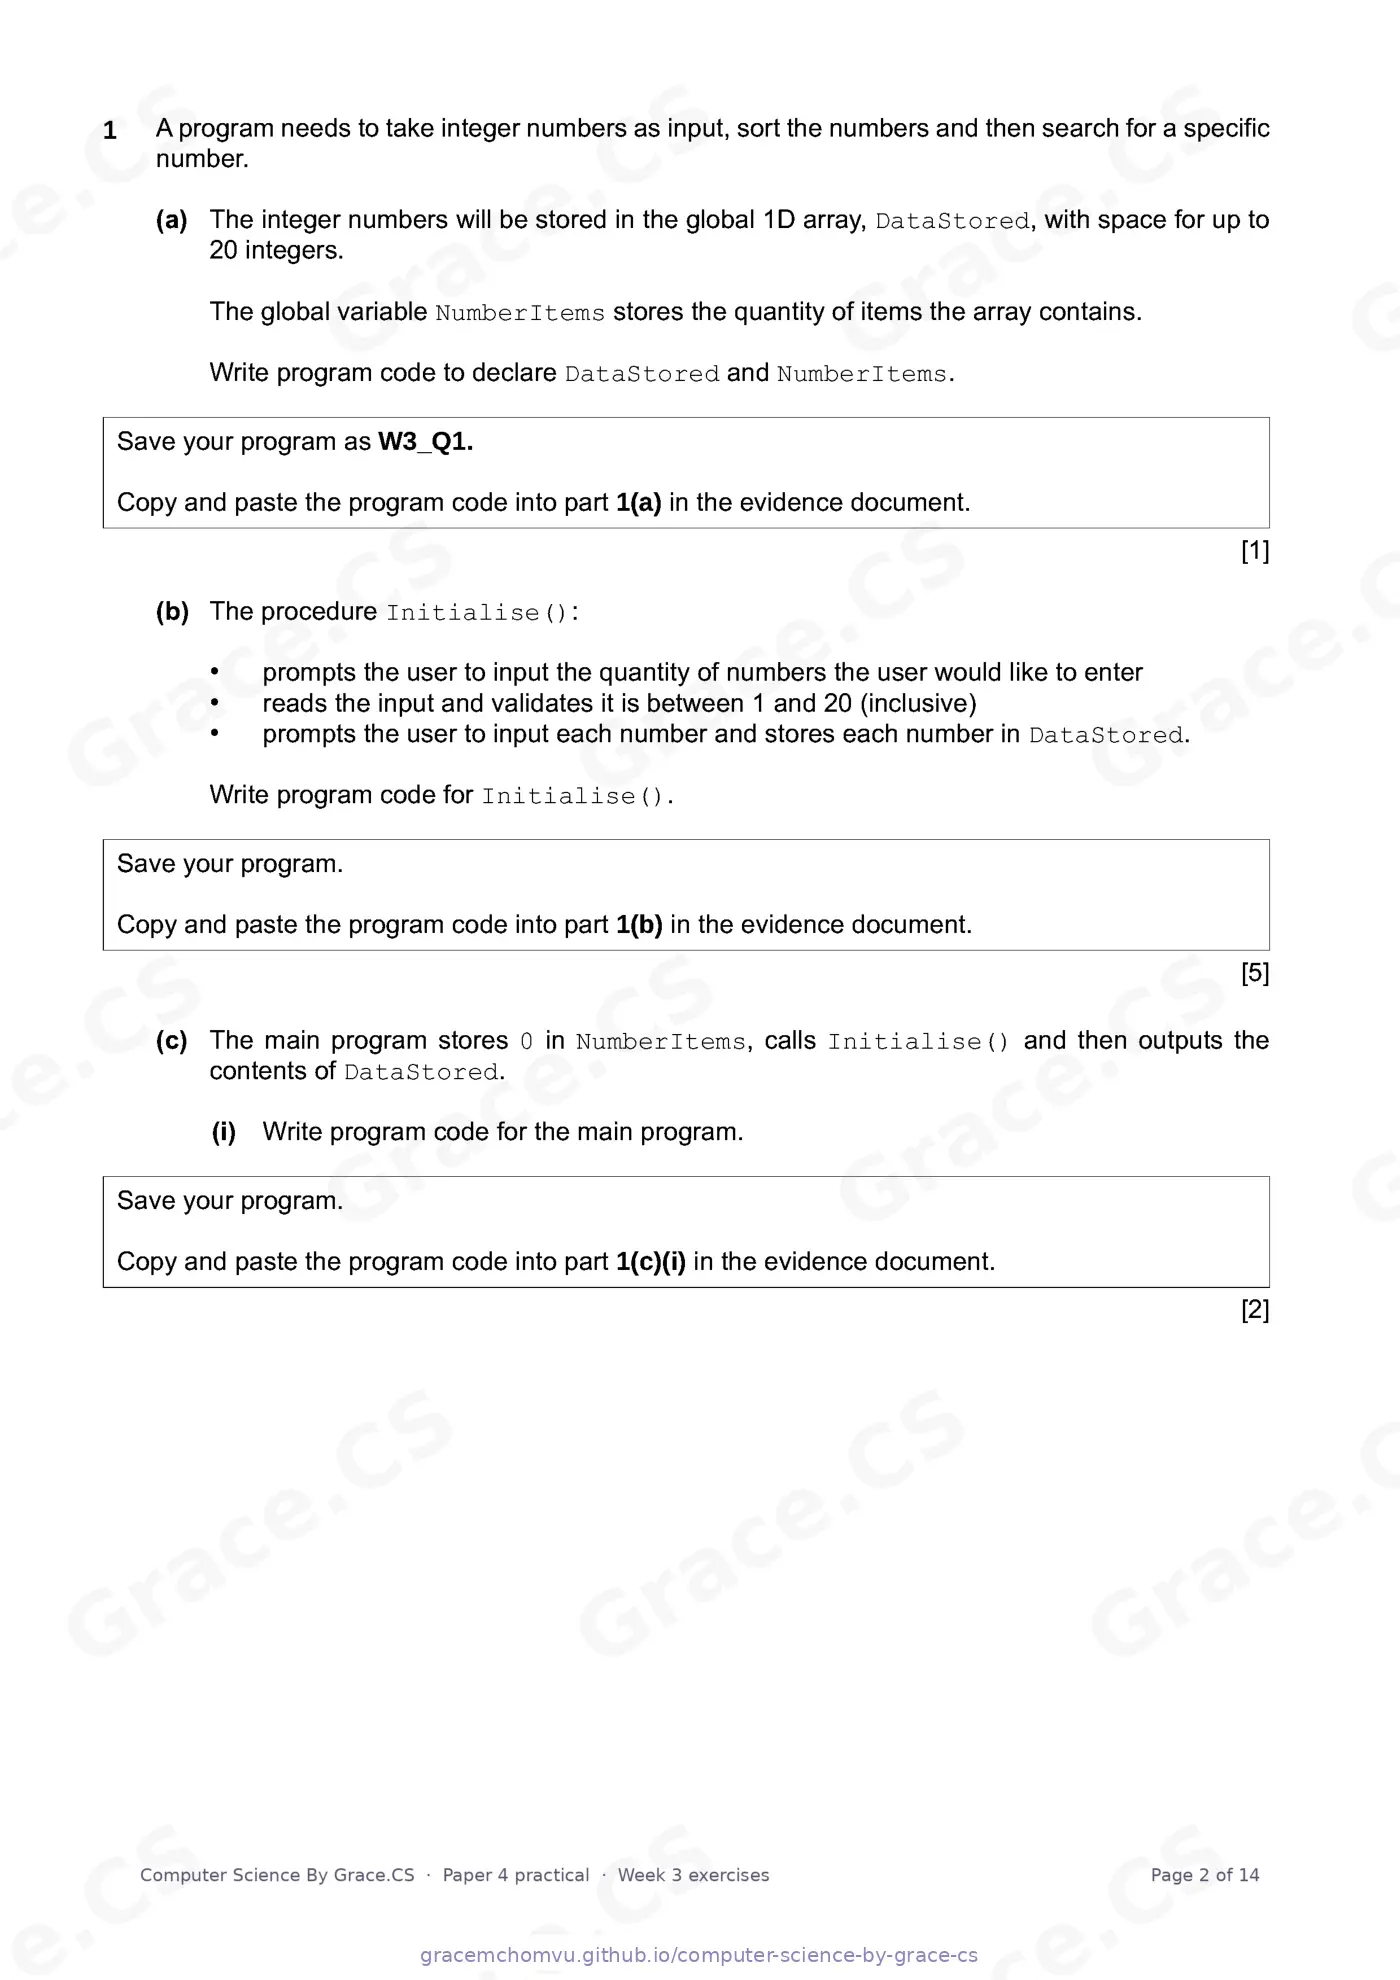 1 A program needs to take integer numbers as input, sort the numbers and then search for a specific
number.
(a) The integer numbers will be stored in the global 1D array, DataStored, with space for up to
20 integers.
The global variable NumberItems stores the quantity of items the array contains.
Write program code to declare DataStored and NumberItems.
Save your program as W3_Q1.
Copy and paste the program code into part 1(a) in the evidence document.
[1]
(b) The procedure Initialise():
• prompts the user to input the quantity of numbers the user would like to enter
• reads the input and validates it is between 1 and 20 (inclusive)
• prompts the user to input each number and stores each number in DataStored.
Write program code for Initialise().
Save your program.
Copy and paste the program code into part 1(b) in the evidence document.
[5]
(c) The main program stores 0 in NumberItems, calls Initialise() and then outputs the
contents of DataStored.
(i) Write program code for the main program.
Save your program.
Copy and paste the program code into part 1(c)(i) in the evidence document.
[2]
Computer Science By Grace.CS · Paper 4 practical · Week 3 exercises Page 2 of 14
gracemchomvu.github.io/computer-science-by-grace-cs
Grace.CS